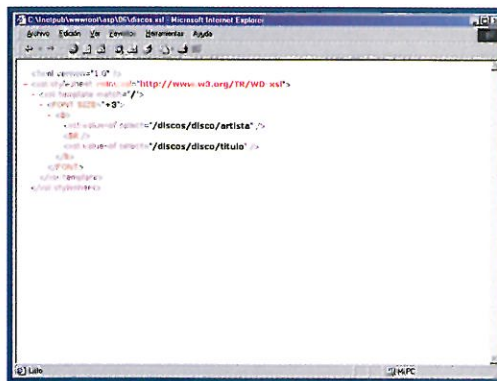 C:\Inetpub\wwwroot\asp\06\discos.xsl - Microsoft Internet Explorer
Archivo Edición Ver Favoritos Herramientas Ayuda
<?xml version="1.0" ?>
- <xsl:stylesheet xmlns:xsl="http://www.w3.org/TR/WD-xsl">
- <xsl:template match="/">
- <FONT SIZE="+3">
- <B>
<xsl:value-of select="/discos/disco/artista" />
<BR />
<xsl:value-of select="/discos/disco/titulo" />
</B>
</FONT>
</xsl:template>
</xsl:stylesheet>
Listo
Mi PC